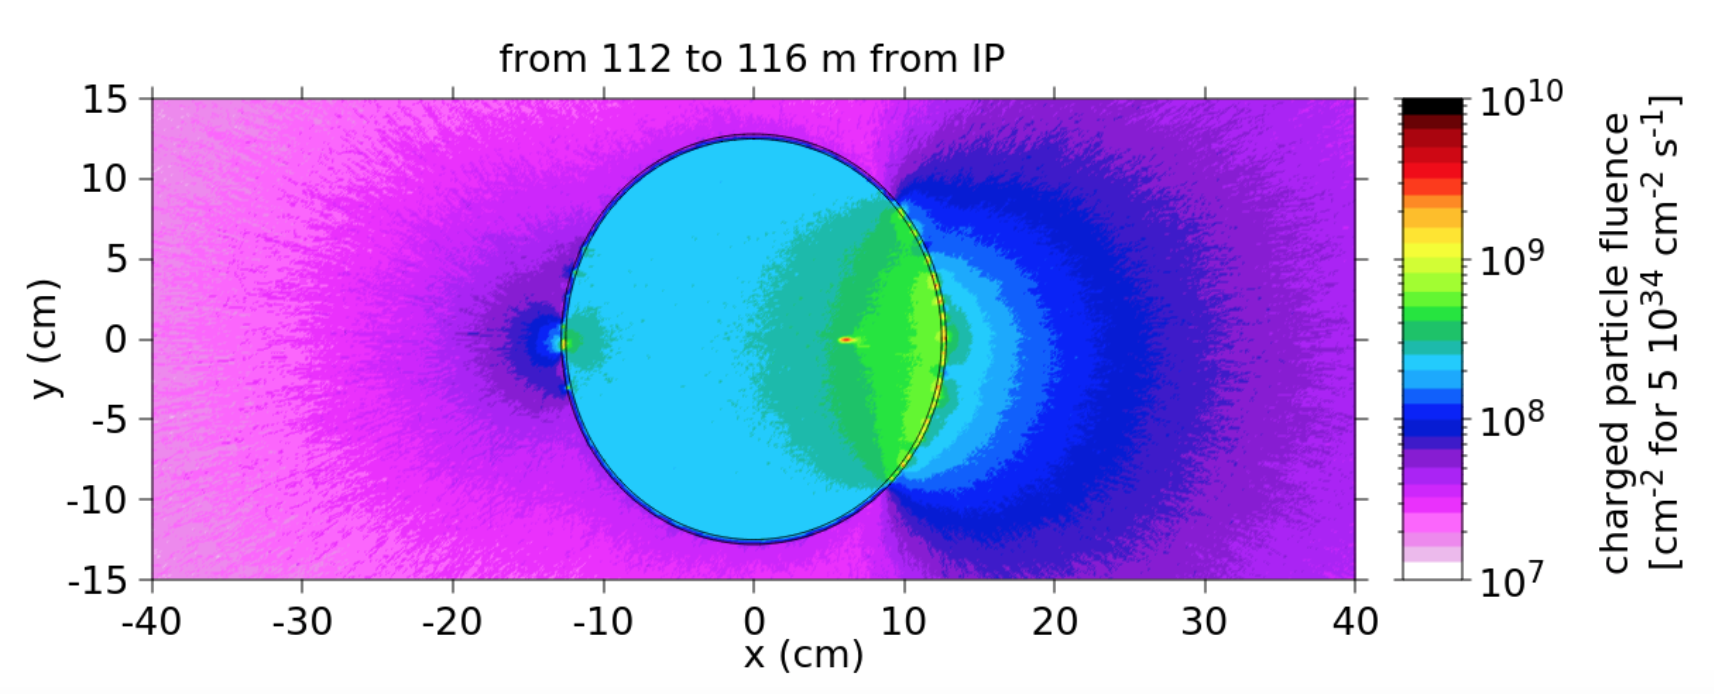 from 112 to 116 m from IP
15
10
5
0
-5
-10
-15
y (cm)
-40 -30 -20 -10 0 10 20 30 40
x (cm)
10^10
10^9
10^8
10^7
charged particle fluence
[cm^-2 for 5 10^34 cm^-2 s^-1]